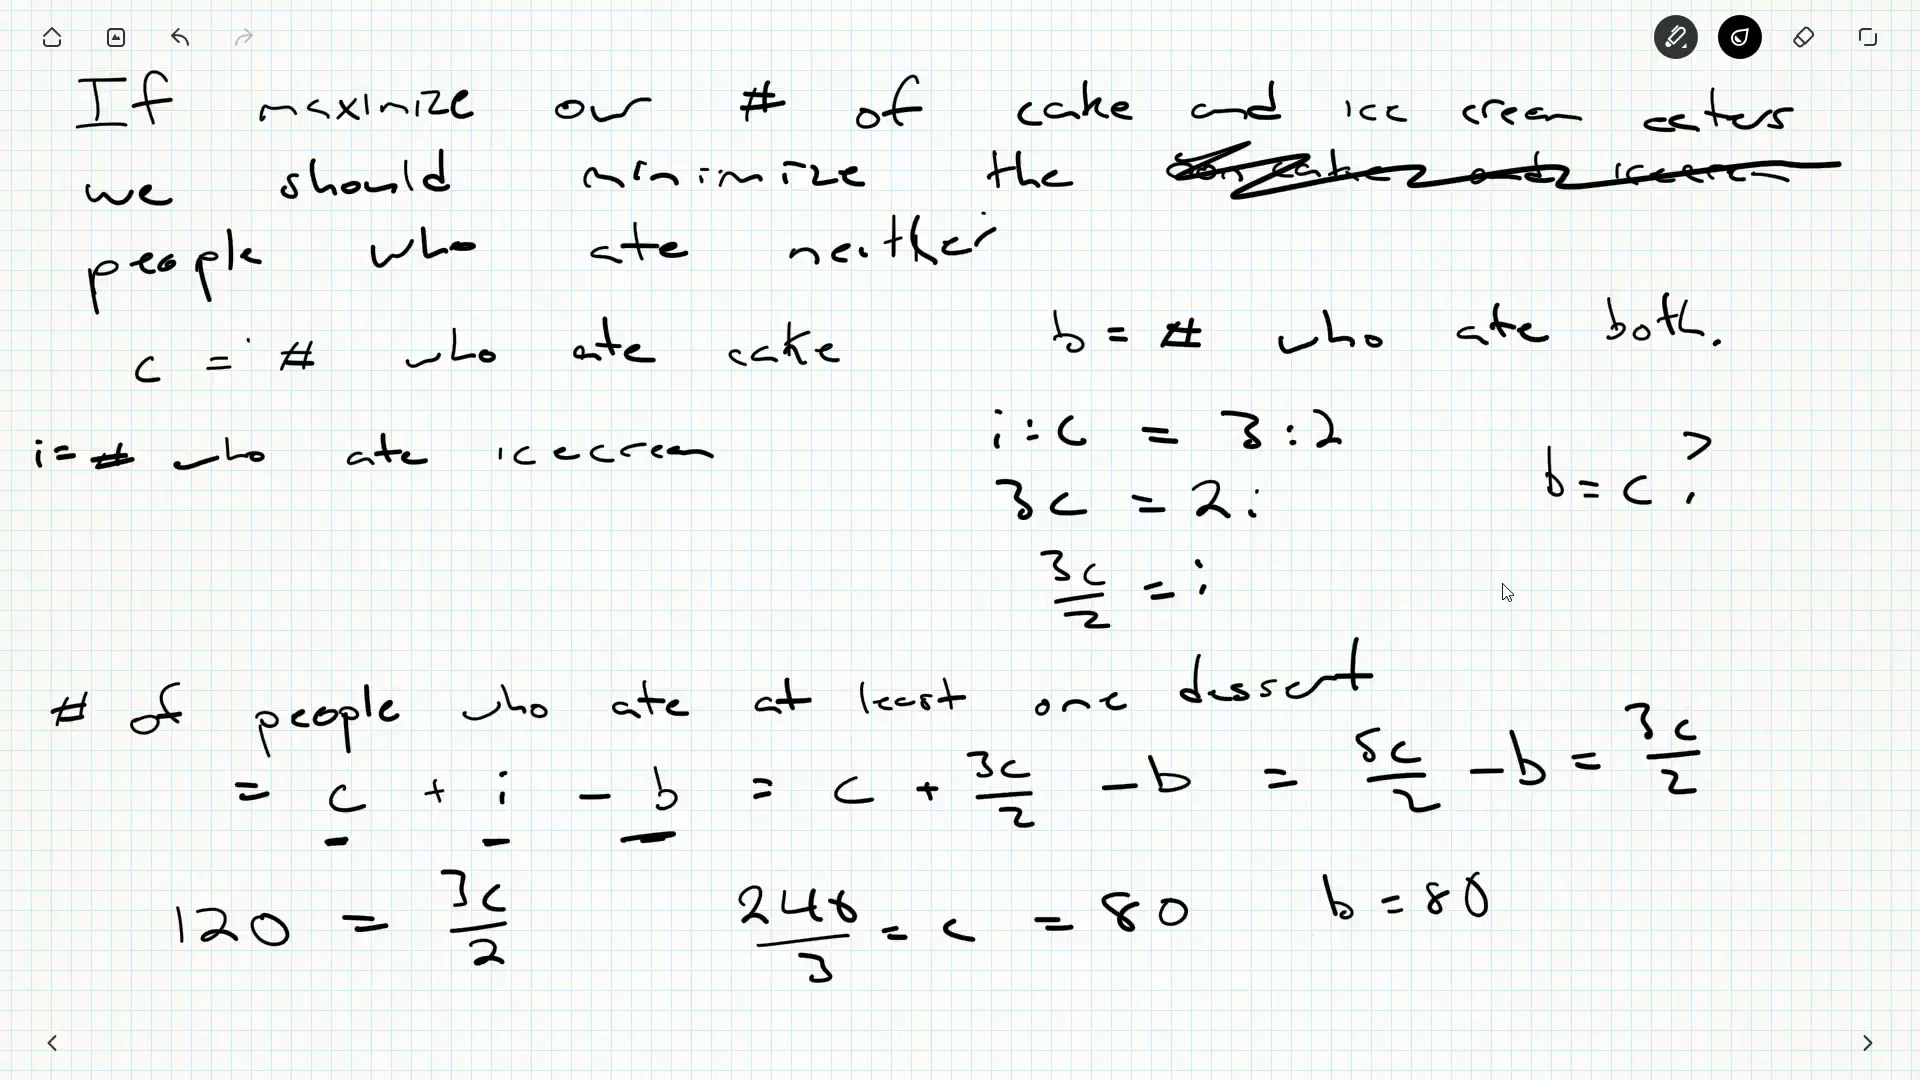 If maximize our # of cake and ice cream eaters
we should minimize the
people who ate neither
c = # who ate cake
b = # who ate both.
i = # who ate icecream
i : c = 3 : 2
3c = 2i
b = c ?
3c/2 = i
# of people who ate at least one dessert
= c + i - b = c + 3c/2 - b = 5c/2 - b = 3c/2
120 = 3c/2
240/3 = c = 80
b = 80